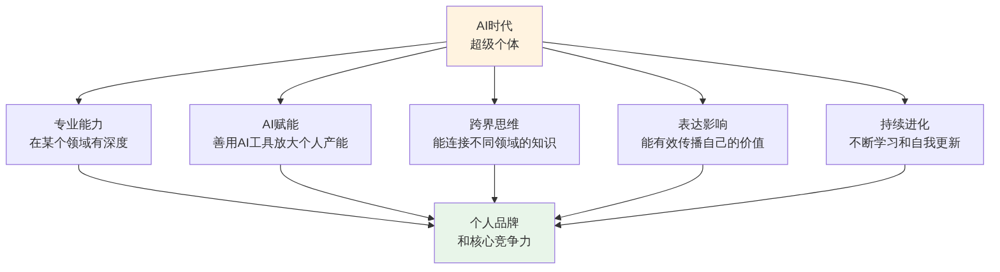 AI时代
超级个体
专业能力
在某个领域有深度
AI赋能
善用AI工具放大个人产能
跨界思维
能连接不同领域的知识
表达影响
能有效传播自己的价值
持续进化
不断学习和自我更新
个人品牌
和核心竞争力